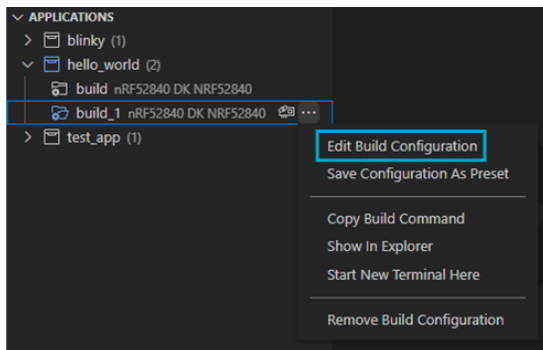 APPLICATIONS
blinky (1)
hello_world (2)
build nRF52840 DK NRF52840
build_1 nRF52840 DK NRF52840
test_app (1)
Edit Build Configuration
Save Configuration As Preset
Copy Build Command
Show In Explorer
Start New Terminal Here
Remove Build Configuration